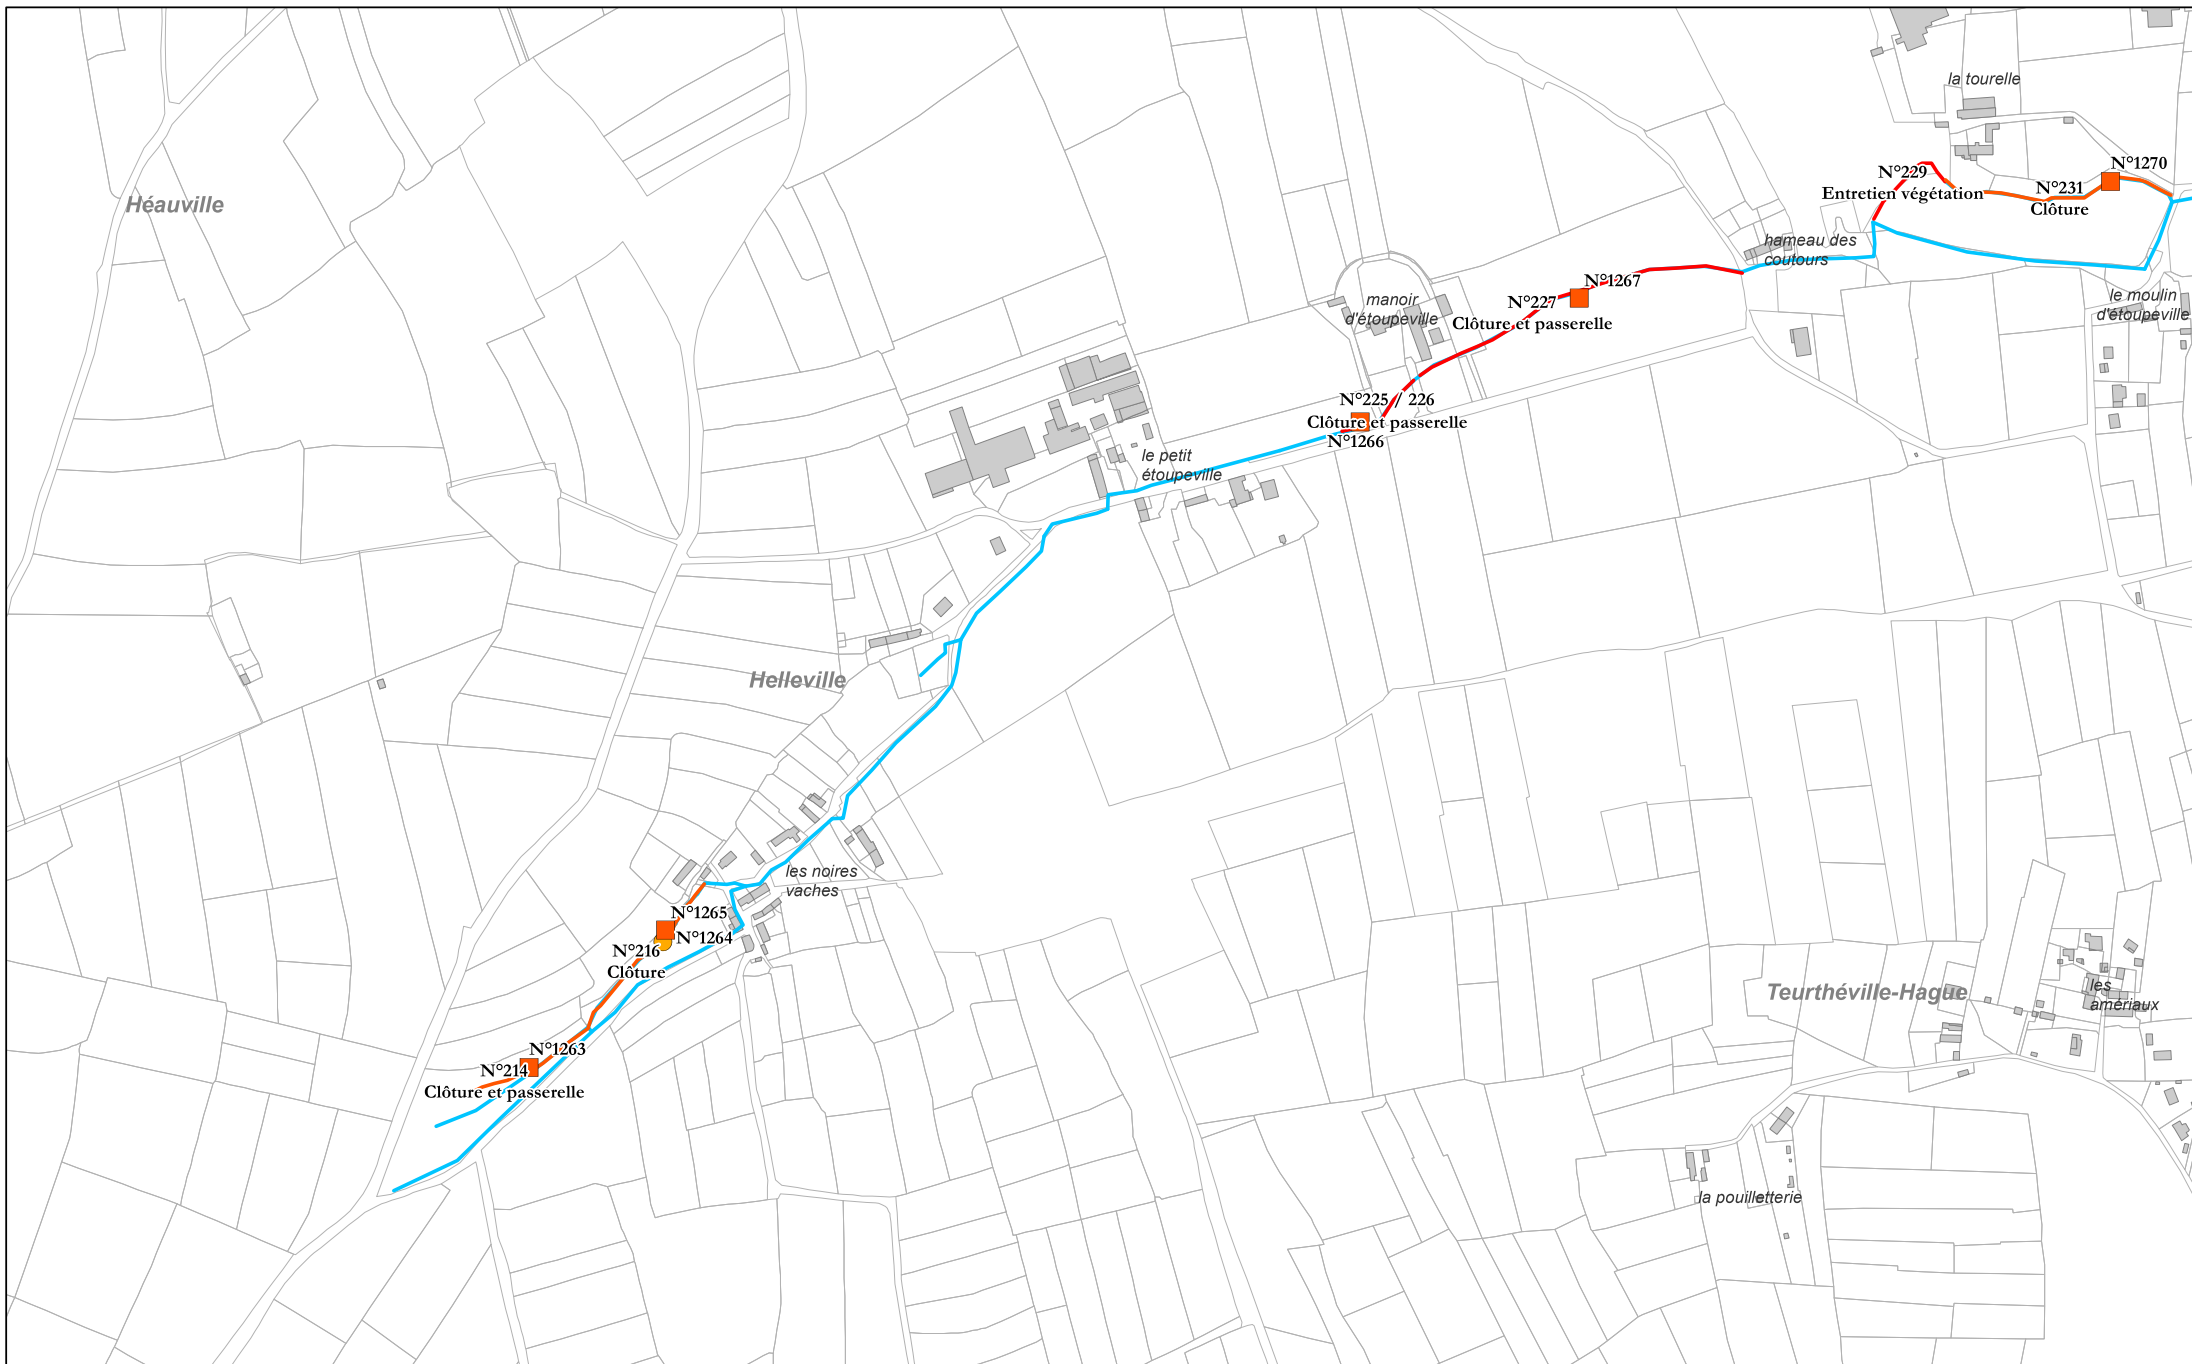 la tourelle
N°1270
N°229
Entretien végétation
N°231
Clôture
Héauville
hameau des
coutours
N°1267
N°227
Clôture et passerelle
manoir
d'étoupeville
le moulin
d'étoupeville
N°225 / 226
Clôture et passerelle
N°1266
le petit
étoupeville
Helleville
les noires
vaches
N°1265
N°1264
N°216
Clôture
Teurthéville-Hague
les
amériaux
N°1263
N°214
Clôture et passerelle
la pouilletterie